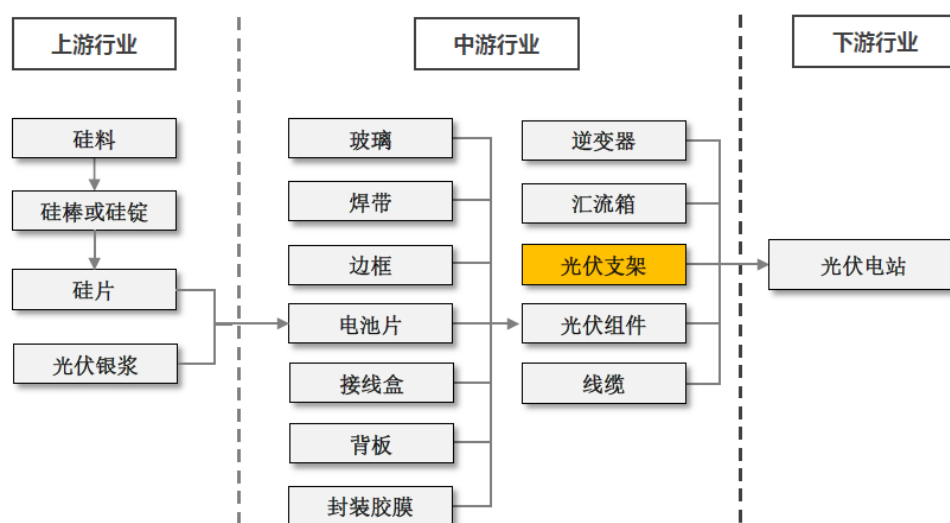 上游行业
中游行业
下游行业
硅料
硅棒或硅锭
硅片
光伏银浆
玻璃
焊带
边框
电池片
接线盒
背板
封装胶膜
逆变器
汇流箱
光伏支架
光伏组件
线缆
光伏电站